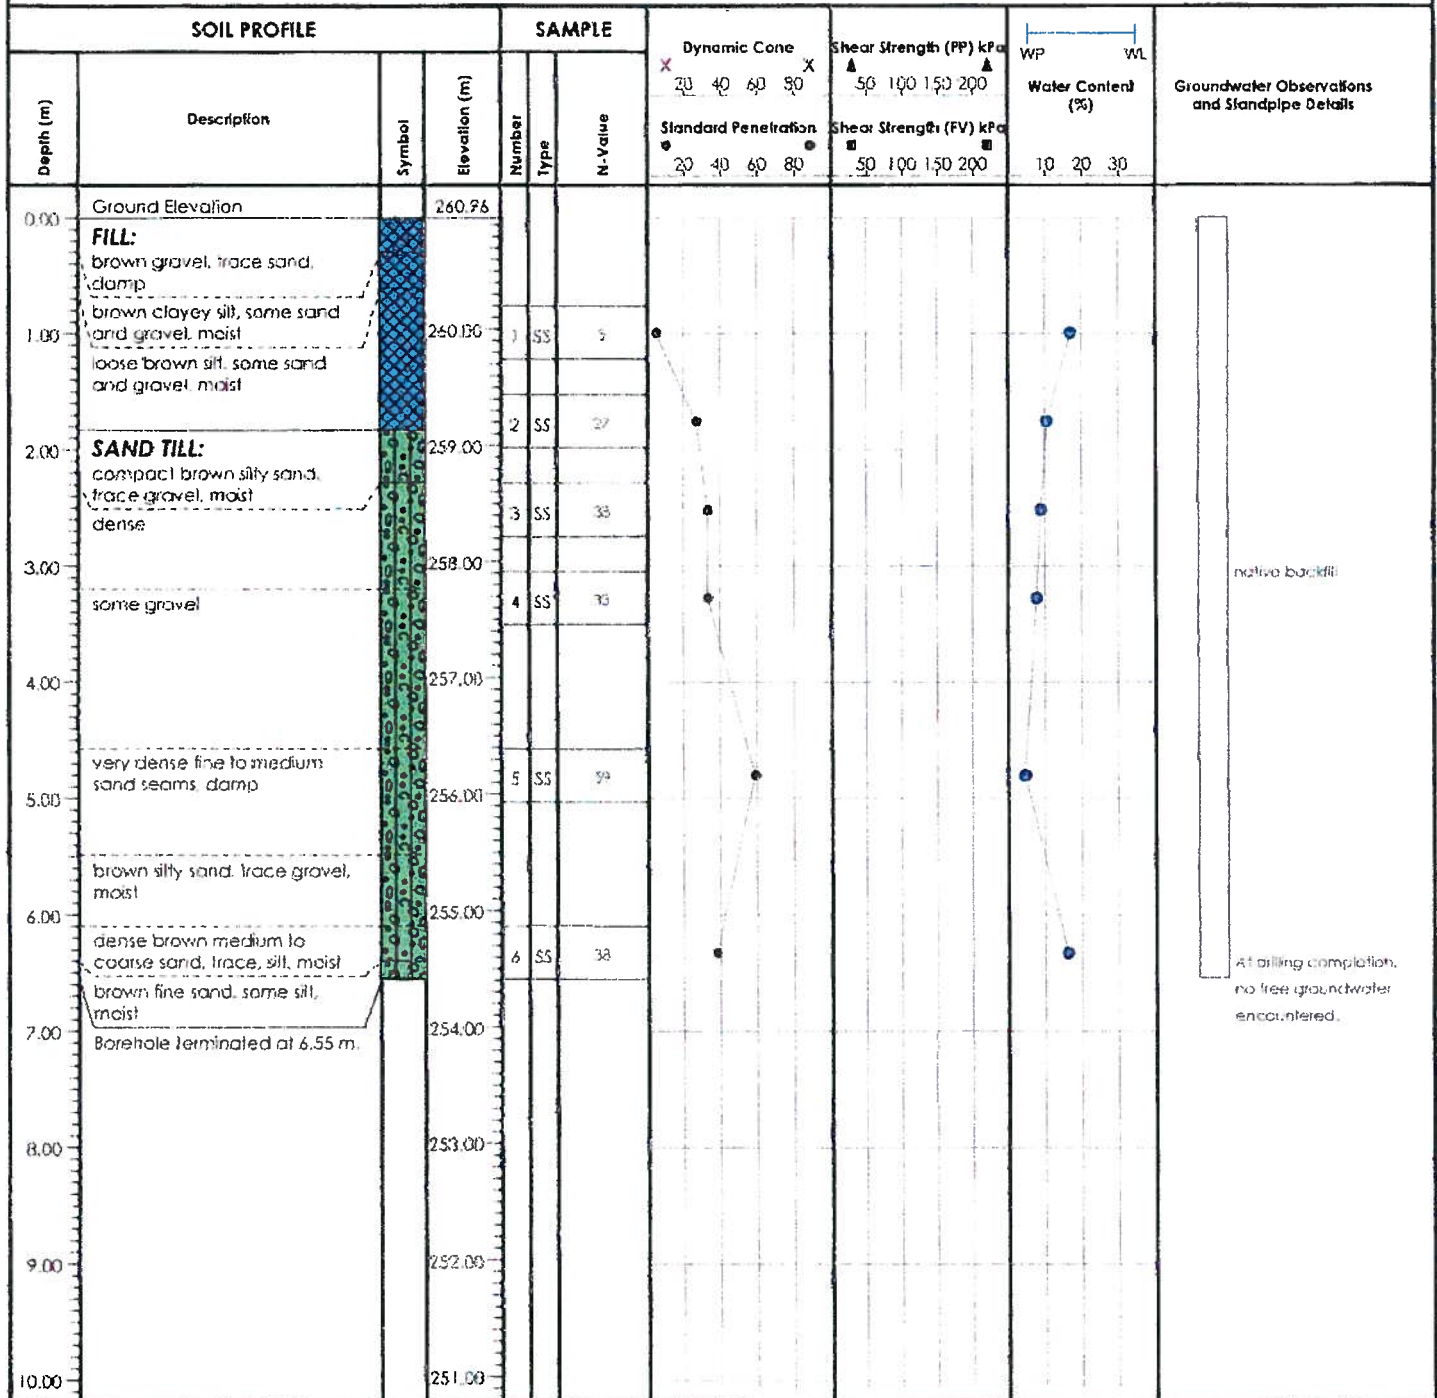 SOIL PROFILE
SAMPLE
Depth (m)
Description
Symbol
Elevation (m)
Number
Type
N-Value
Dynamic Cone
X X
20 40 60 80
Standard Penetration
20 40 60 80
Shear Strength (PP) kPa
50 100 150 200
Shear Strength (FV) kPa
50 100 150 200
WP WL
Water Content
(%)
10 20 30
Groundwater Observations
and Standpipe Details
Ground Elevation
260.96
0.00
FILL:
brown gravel, trace sand,
damp
brown clayey silt, some sand
and gravel, moist
1.00
260.00
1 SS 5
loose brown silt, some sand
and gravel, moist
2 SS 27
2.00
SAND TILL:
259.00
compact brown silty sand,
trace gravel, moist
dense
3 SS 33
3.00
258.00
native backfill
some gravel
4 SS 33
4.00
257.00
very dense fine to medium
sand seams, damp
5 SS 59
5.00
256.00
brown silty sand, trace gravel,
moist
6.00
255.00
dense brown medium to
coarse sand, trace, silt, moist
6 SS 38
brown fine sand, some silt,
moist
At drilling completion,
no free groundwater
encountered.
7.00
254.00
Borehole terminated at 6.55 m.
8.00
253.00
9.00
252.00
10.00
251.00